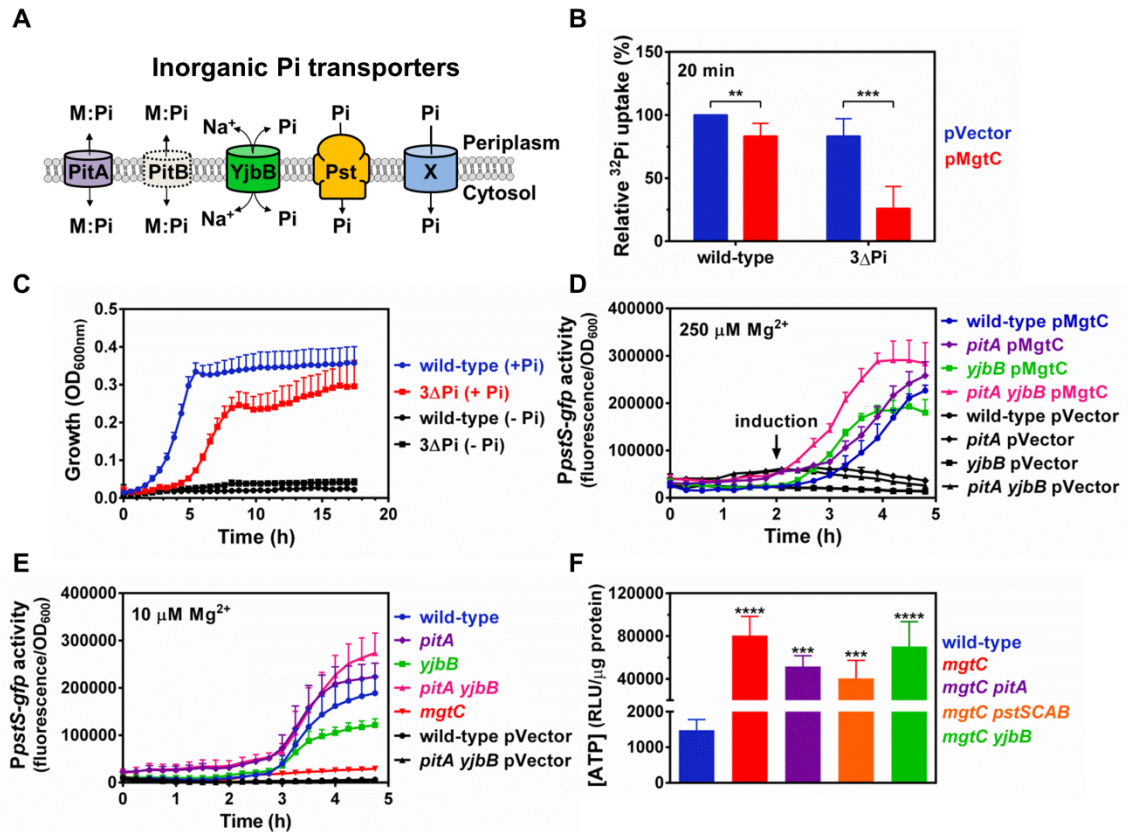 A
Inorganic Pi transporters
M:Pi
M:Pi
Na⁺
Pi
Pi
Pi
Periplasm
PitA
PitB
YjbB
Pst
X
Cytosol
M:Pi
M:Pi
Na⁺
Pi
Pi
Pi
B
Relative ³²Pi uptake (%)
150
100
50
0
20 min
**
***
wild-type
3ΔPi
pVector
pMgtC
C
Growth (OD₆₀₀nm)
0.5
0.4
0.3
0.2
0.1
0.0
0
5
10
15
20
Time (h)
wild-type (+Pi)
3ΔPi (+ Pi)
wild-type (- Pi)
3ΔPi (- Pi)
D
PpstS-gfp activity
(fluorescence/OD₆₀₀)
400000
300000
200000
100000
0
250 μM Mg²⁺
induction
0
1
2
3
4
5
Time (h)
wild-type pMgtC
pitA pMgtC
yjbB pMgtC
pitA yjbB pMgtC
wild-type pVector
pitA pVector
yjbB pVector
pitA yjbB pVector
E
PpstS-gfp activity
(fluorescence/OD₆₀₀)
400000
300000
200000
100000
0
10 μM Mg²⁺
0
1
2
3
4
5
Time (h)
wild-type
pitA
yjbB
pitA yjbB
mgtC
wild-type pVector
pitA yjbB pVector
F
[ATP] (RLU/μg protein)
120000
80000
40000
2000
1000
0
****
***
***
****
wild-type
mgtC
mgtC pitA
mgtC pstSCAB
mgtC yjbB